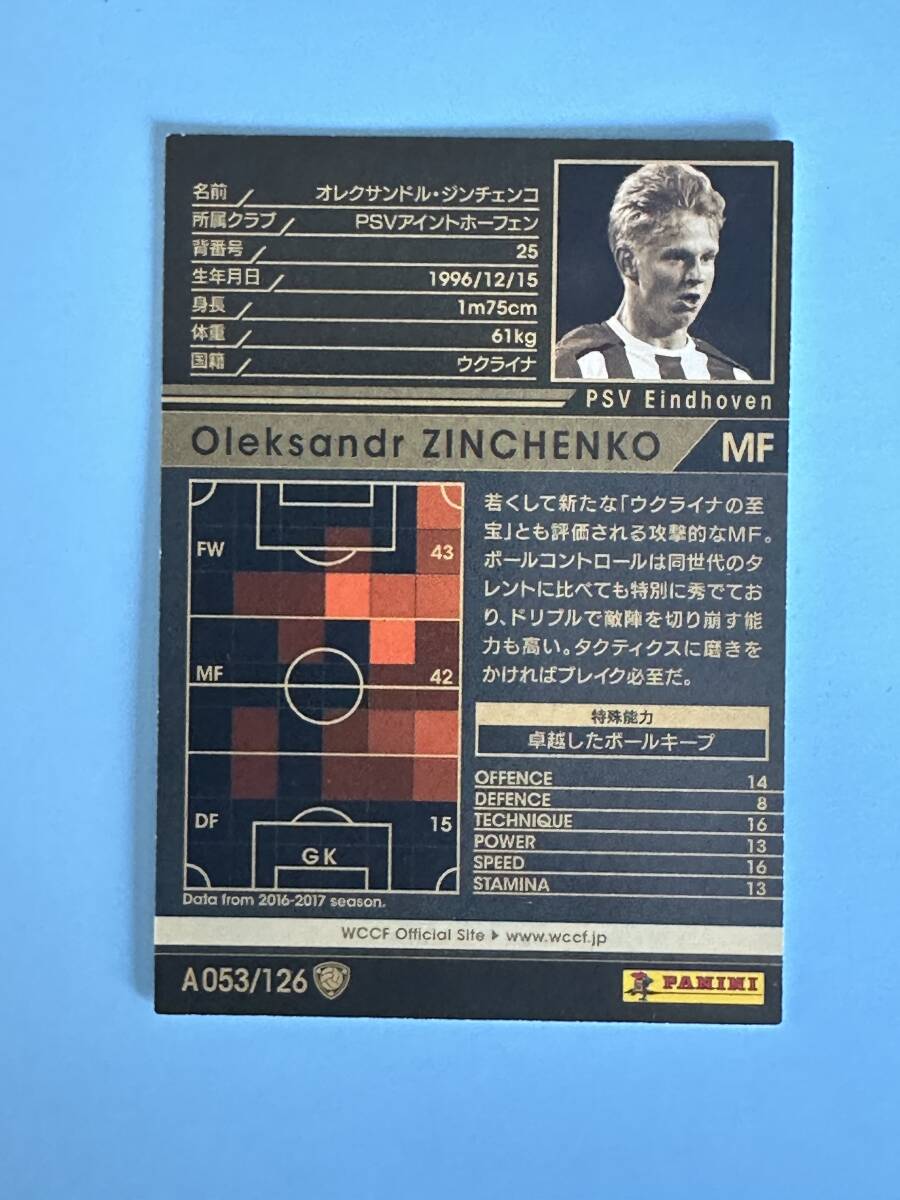 名前 オレクサンドル・ジンチェンコ
所属クラブ PSVアイントホーフェン
背番号 25
生年月日 1996/12/15
身長 1m75cm
体重 61kg
国籍 ウクライナ
PSV Eindhoven
Oleksandr ZINCHENKO MF
FW 43
MF 42
DF 15
GK
Data from 2016-2017 season.
若くして新たな「ウクライナの至
宝」とも評価される攻撃的なMF。
ボールコントロールは同世代のタ
レントに比べても特別に秀でてお
り、ドリブルで敵陣を切り崩す能
力も高い。タクティクスに磨きを
かければブレイク必至だ。
特殊能力
卓越したボールキープ
OFFENCE 14
DEFENCE 8
TECHNIQUE 16
POWER 13
SPEED 16
STAMINA 13
WCCF Official Site ▶ www.wccf.jp
A053/126
PANINI